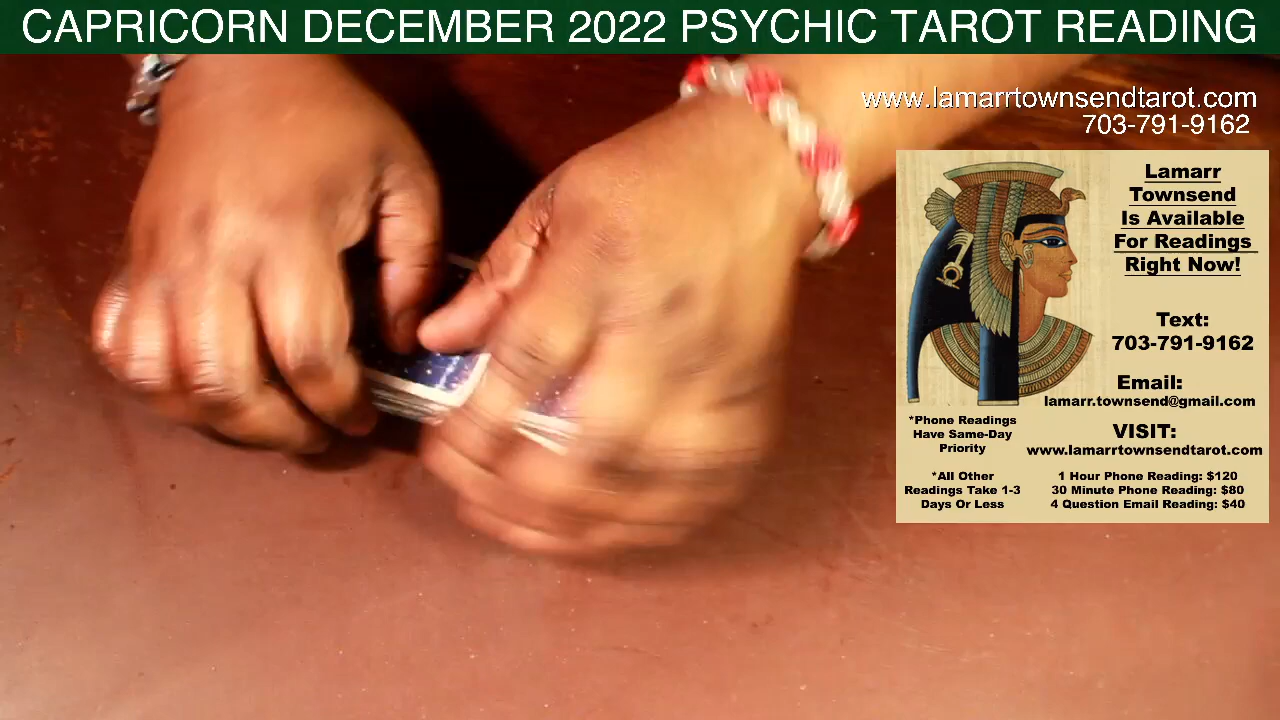 CAPRICORN DECEMBER 2022 PSYCHIC TAROT READING
www.lamarrtownsendtarot.com
703-791-9162
Lamarr
Townsend
Is Available
For Readings
Right Now!
Text:
703-791-9162
Email:
lamarr.townsend@gmail.com
*Phone Readings
Have Same-Day
Priority
VISIT:
www.lamarrtownsendtarot.com
*All Other
Readings Take 1-3
Days Or Less
1 Hour Phone Reading: $120
30 Minute Phone Reading: $80
4 Question Email Reading: $40